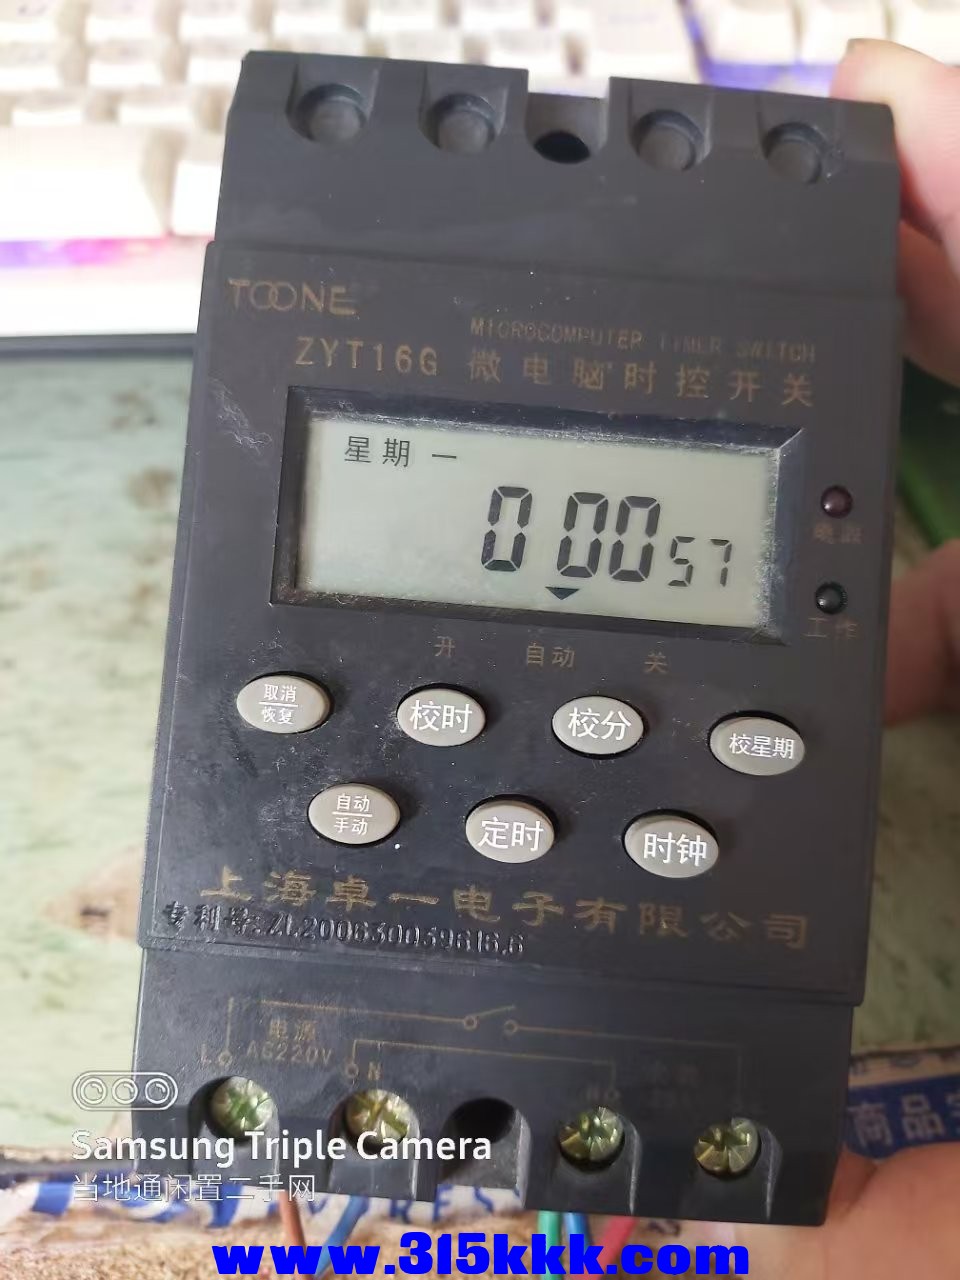 TOONE
MICROCOMPUTER TIMER SWITCH
ZYT16G 微电脑时控开关
星期一
0 00 57
电源
工作
开 自动 关
取消
恢复
校时
校分
校星期
自动
手动
定时
时钟
上海卓一电子有限公司
电源
L AC220V N
Samsung Triple Camera
当地通闲置二手网
商品
RESS
www.315kkk.com